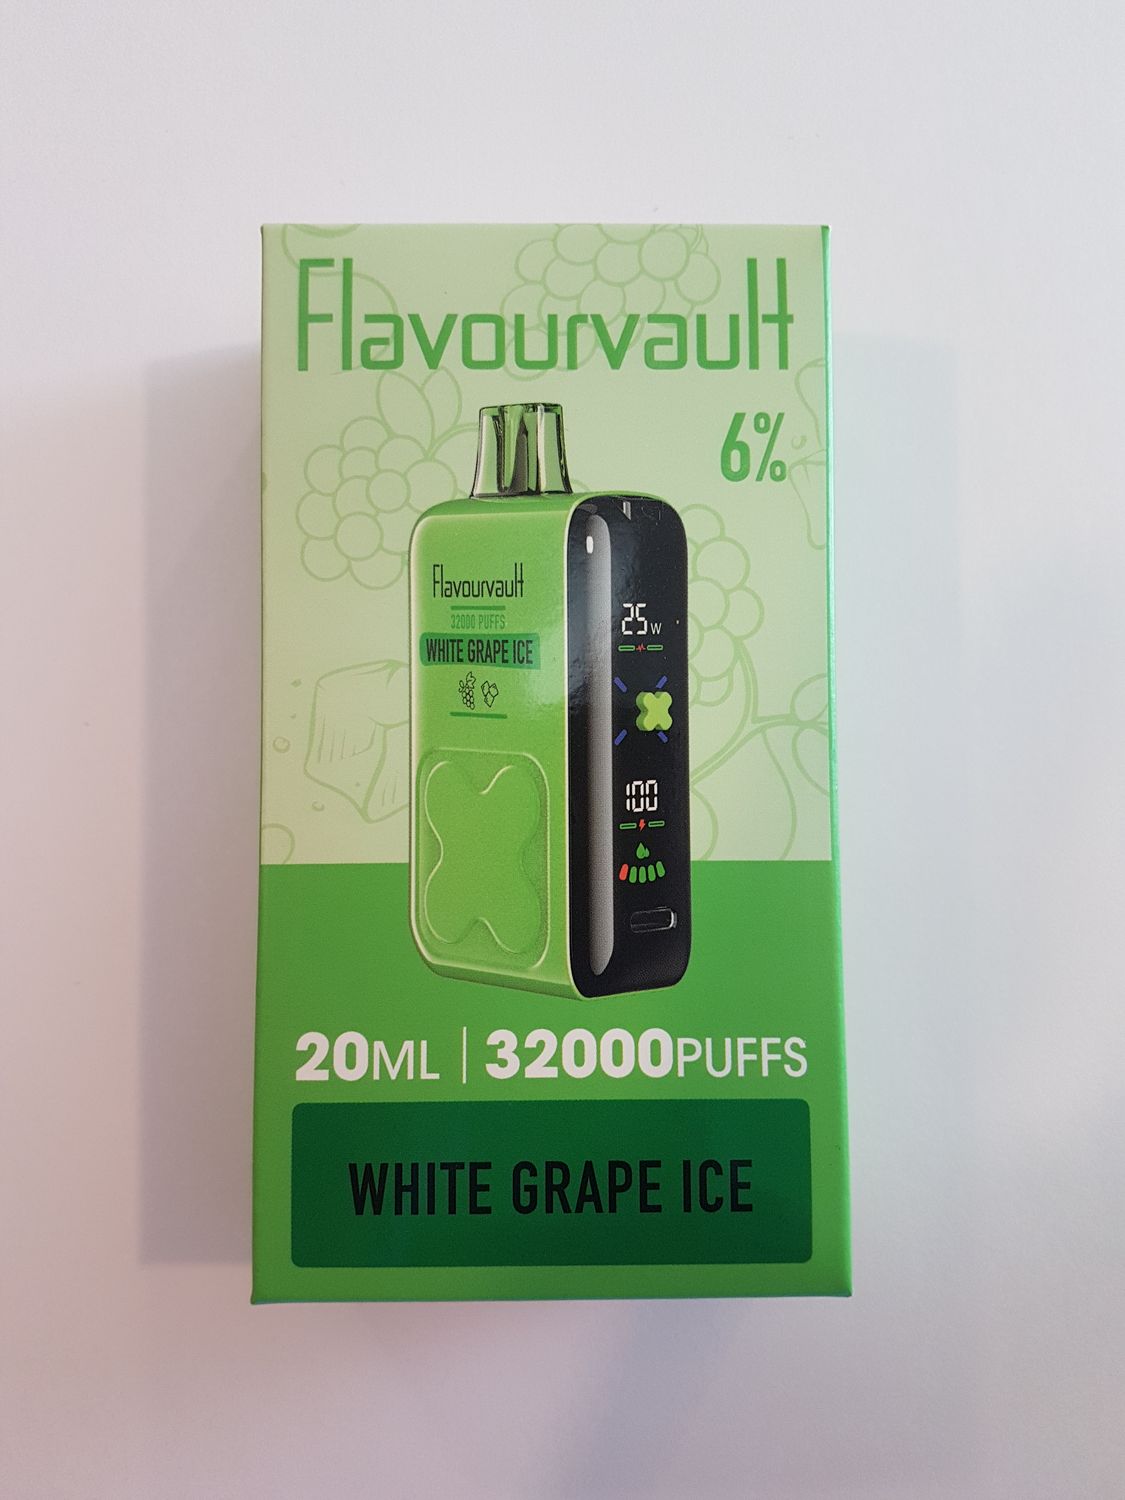 Flavourvault
6%
Flavourvault
32000 PUFFS
WHITE GRAPE ICE
25W
100
20ML | 32000PUFFS
WHITE GRAPE ICE